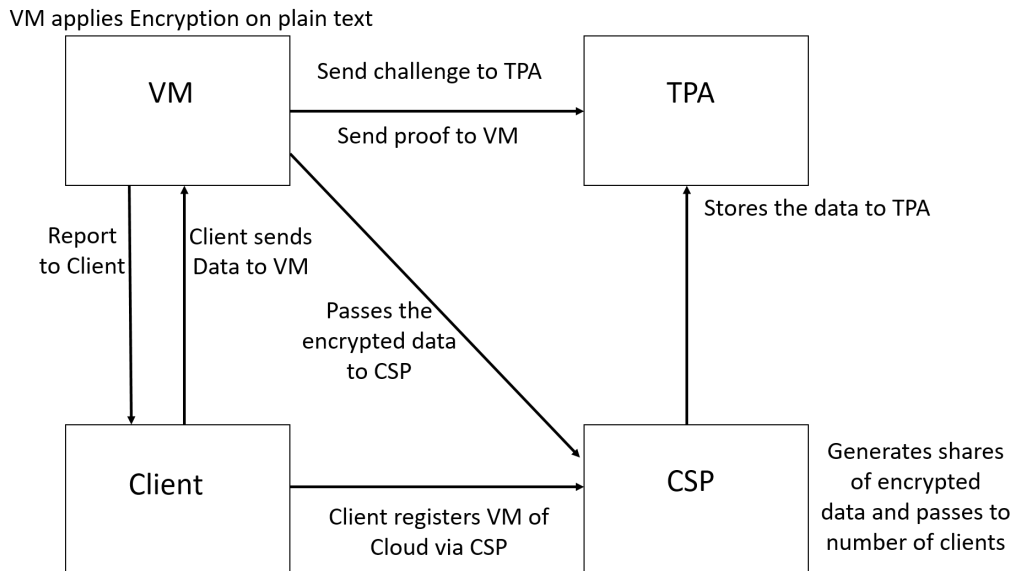 VM applies Encryption on plain text
VM
Send challenge to TPA
Send proof to VM
TPA
Report
to Client
Client sends
Data to VM
Passes the
encrypted data
to CSP
Stores the data to TPA
Client
Client registers VM of
Cloud via CSP
CSP
Generates shares
of encrypted
data and passes to
number of clients